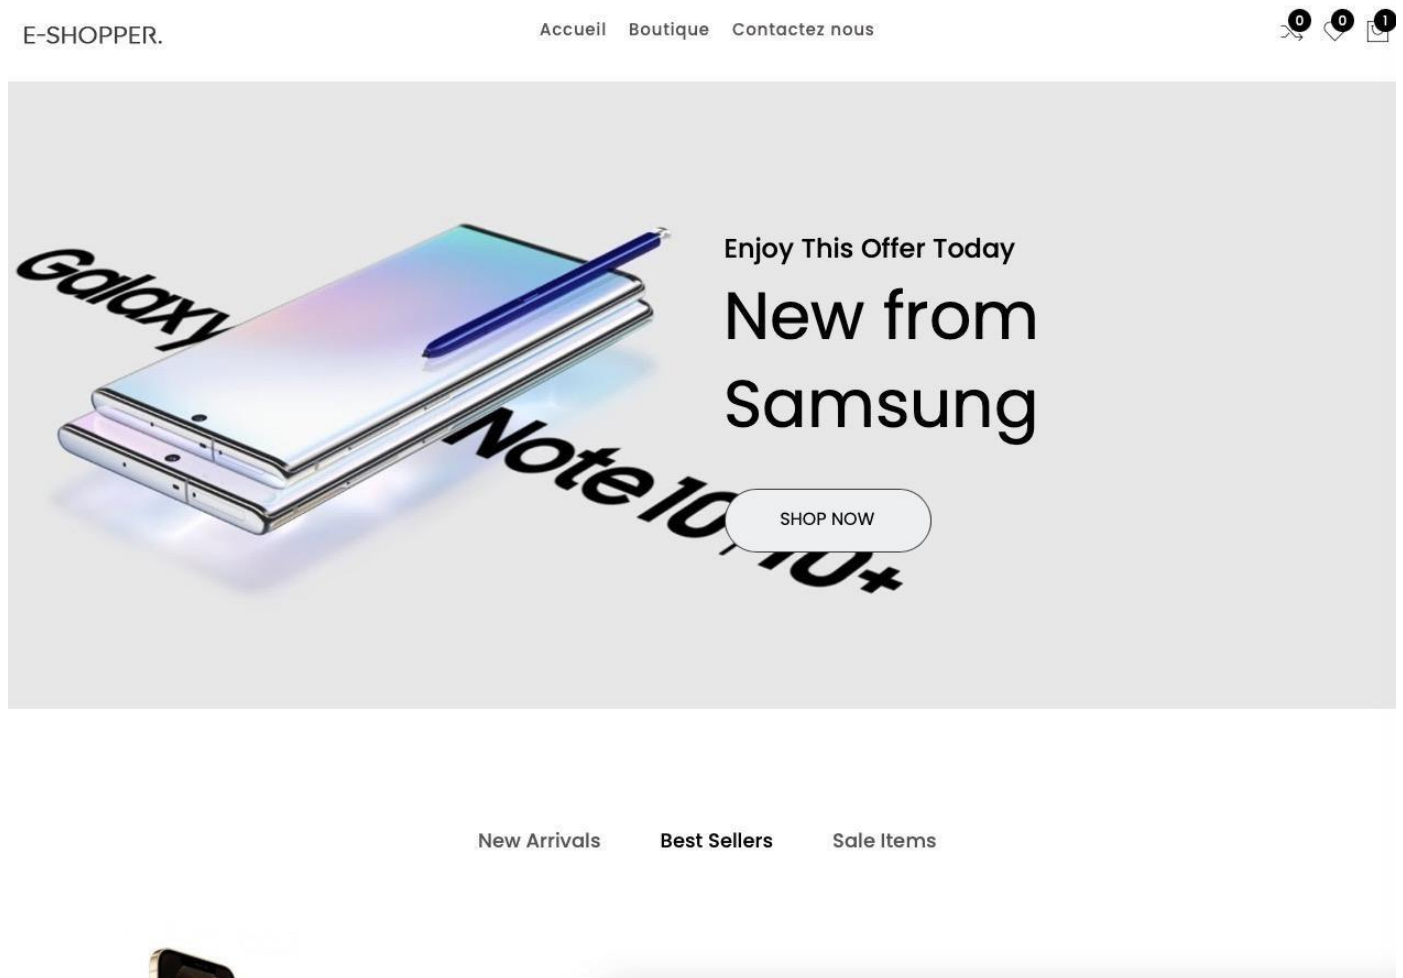 E-SHOPPER.
Accueil Boutique Contactez nous
0 0 1
Galaxy
Note10/10+
Enjoy This Offer Today
New from
Samsung
SHOP NOW
New Arrivals Best Sellers Sale Items